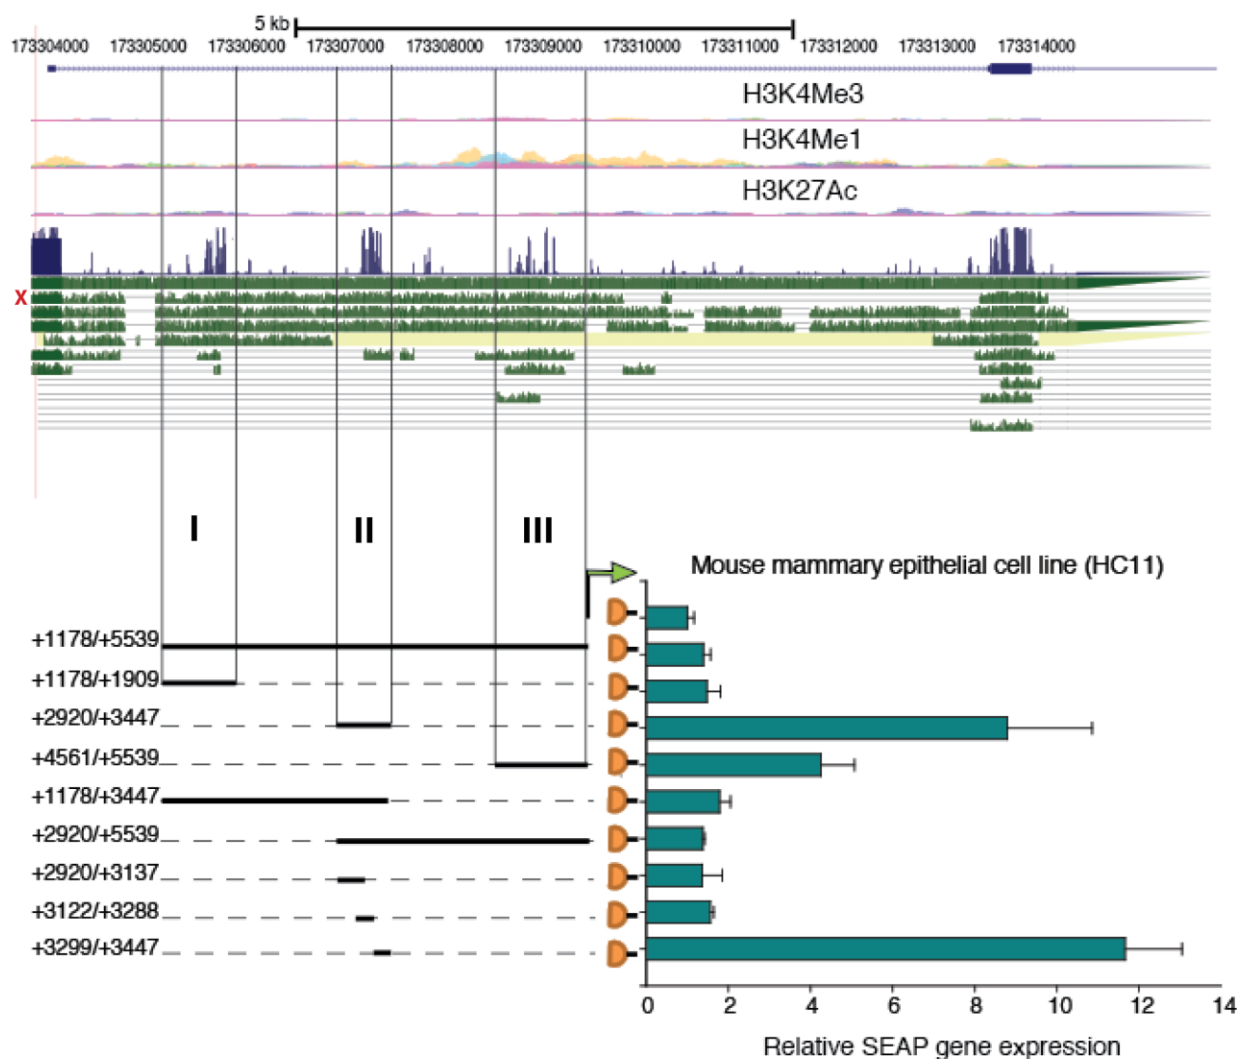 5 kb
173304000 173305000 173306000 173307000 173308000 173309000 173310000 173311000 173312000 173313000 173314000
H3K4Me3
H3K4Me1
H3K27Ac
X
I II III
Mouse mammary epithelial cell line (HC11)
+1178/+5539
+1178/+1909
+2920/+3447
+4561/+5539
+1178/+3447
+2920/+5539
+2920/+3137
+3122/+3288
+3299/+3447
0 2 4 6 8 10 12 14
Relative SEAP gene expression